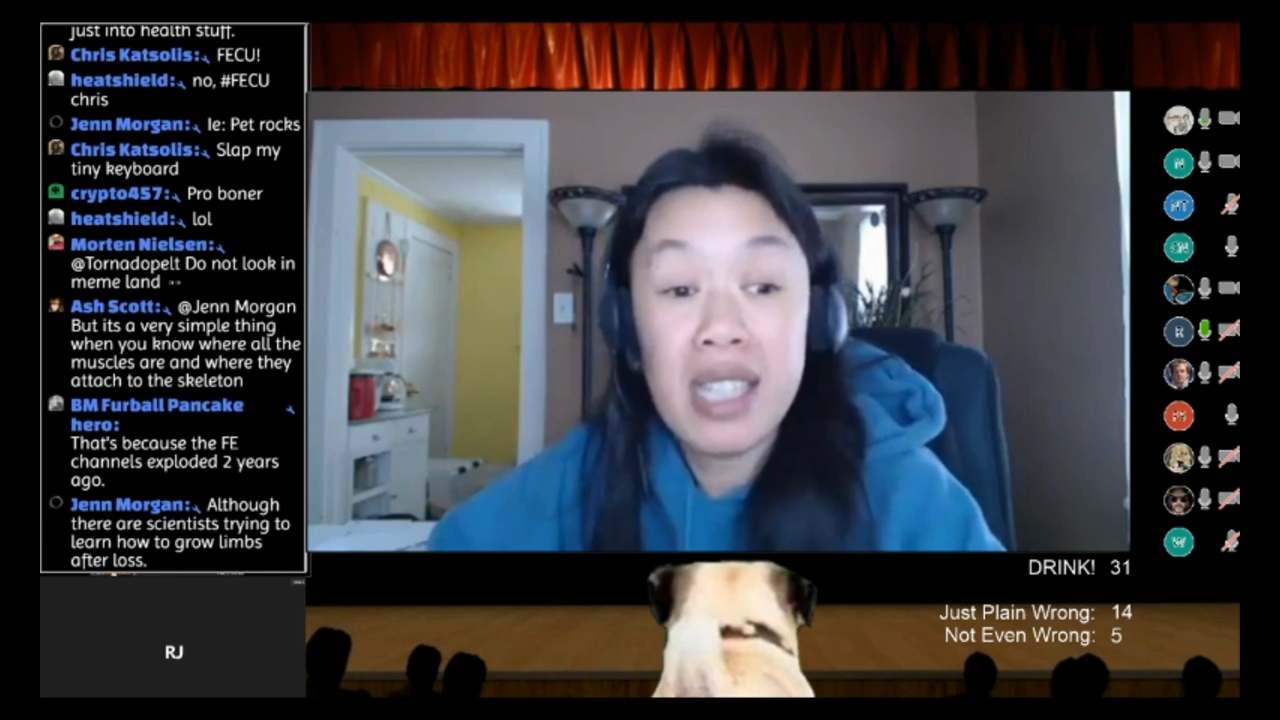 just into health stuff.
Chris Katsolis: FECU!
heatshield: no, #FECU
chris
Jenn Morgan: Ie: Pet rocks
Chris Katsolis: Slap my
tiny keyboard
crypto457: Pro boner
heatshield: lol
Morten Nielsen:
@Tornadopelt Do not look in
meme land
Ash Scott: @Jenn Morgan
But its a very simple thing
when you know where all the
muscles are and where they
attach to the skeleton
BM Furball Pancake
hero:
That's because the FE
channels exploded 2 years
ago.
Jenn Morgan: Although
there are scientists trying to
learn how to grow limbs
after loss.
RJ
DRINK! 31
Just Plain Wrong: 14
Not Even Wrong: 5